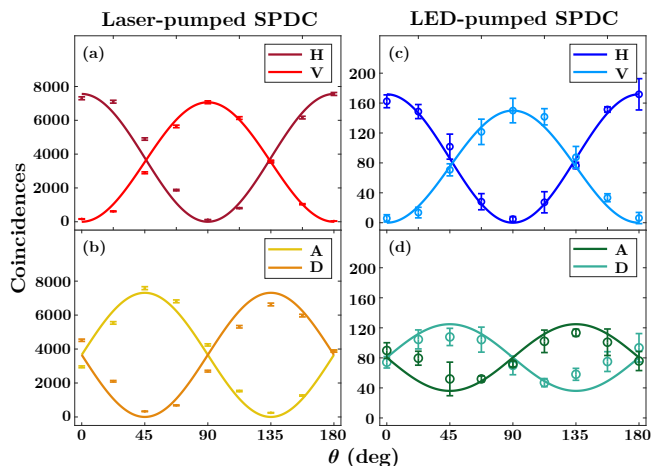 Laser-pumped SPDC
LED-pumped SPDC
(a)
H
V
8000
6000
4000
2000
0
(c)
H
V
160
120
80
40
0
Coincidences
(b)
A
D
8000
6000
4000
2000
0
0 45 90 135 180
(d)
A
D
160
120
80
40
0
0 45 90 135 180
θ (deg)
θ (deg)